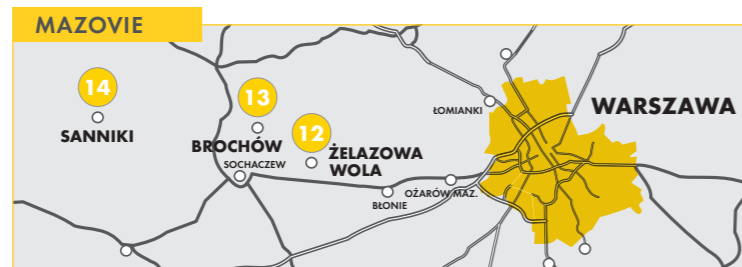 MAZOVIE
14
SANNIKI
13
BROCHÓW
SOCHACZEW
12
ŻELAZOWA
WOLA
BŁONIE
OŻARÓW MAZ.
ŁOMIANKI
WARSZAWA